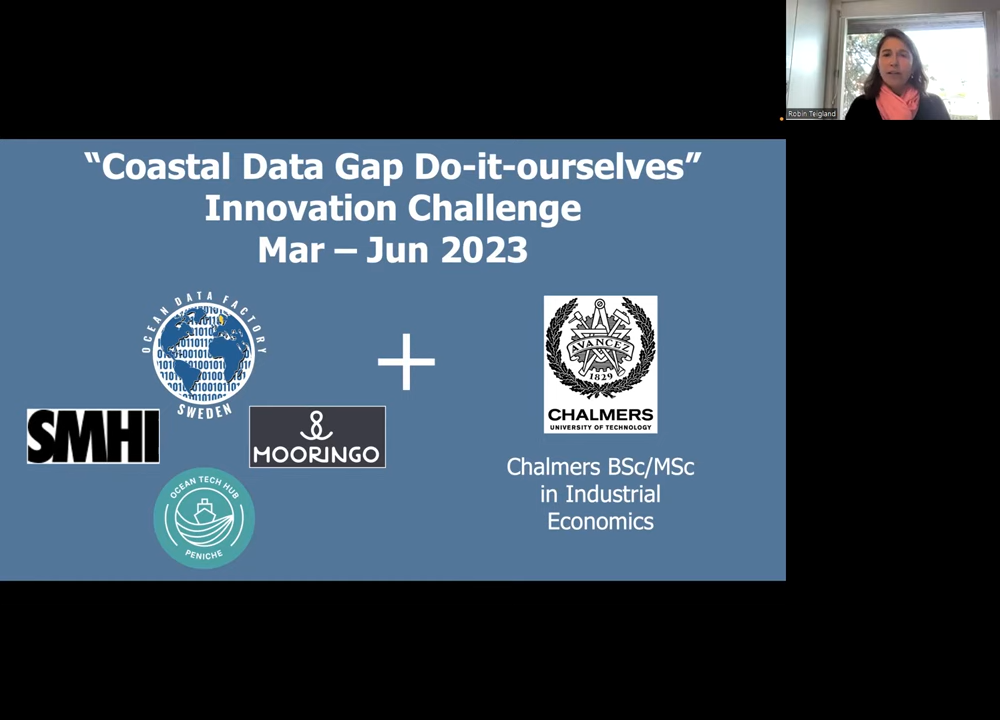 Robin Teigland
“Coastal Data Gap Do-it-ourselves”
Innovation Challenge
Mar – Jun 2023
OCEAN DATA FACTORY
SWEDEN
SMHI
MOORINGO
OCEAN TECH HUB
PENICHE
AVANCEZ
1829
CHALMERS
UNIVERSITY OF TECHNOLOGY
Chalmers BSc/MSc
in Industrial
Economics